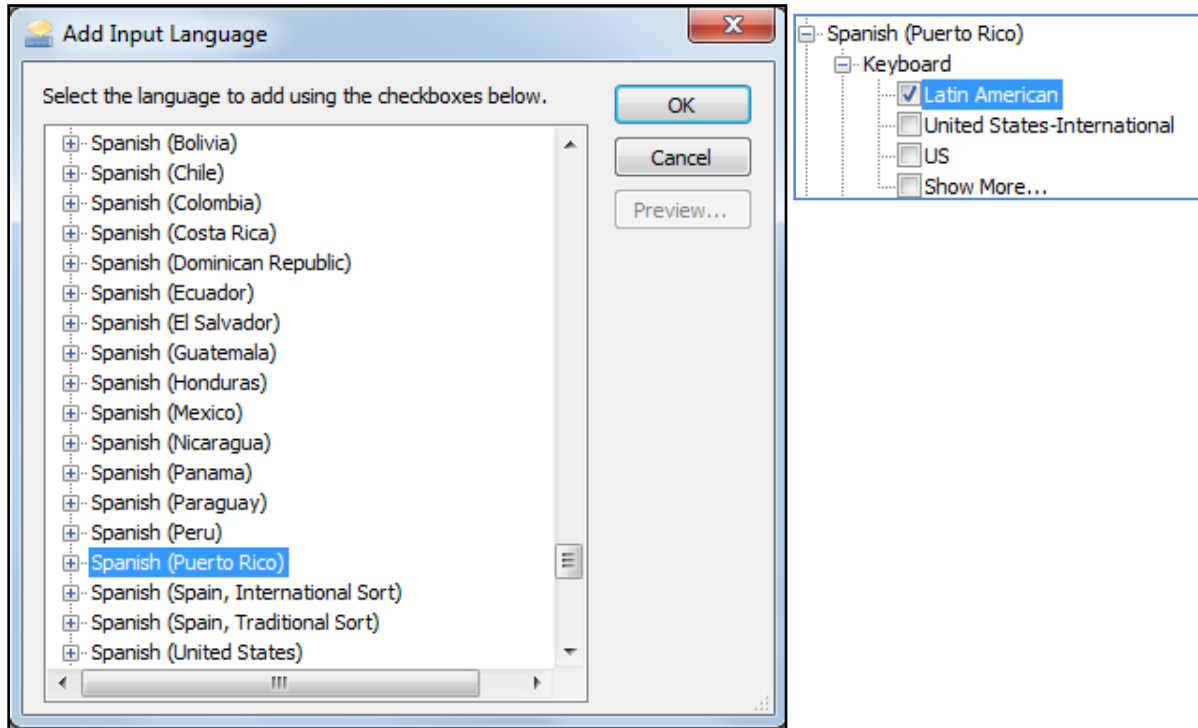 Add Input Language
Select the language to add using the checkboxes below.
OK
Cancel
Preview...
Spanish (Bolivia)
Spanish (Chile)
Spanish (Colombia)
Spanish (Costa Rica)
Spanish (Dominican Republic)
Spanish (Ecuador)
Spanish (El Salvador)
Spanish (Guatemala)
Spanish (Honduras)
Spanish (Mexico)
Spanish (Nicaragua)
Spanish (Panama)
Spanish (Paraguay)
Spanish (Peru)
Spanish (Puerto Rico)
Spanish (Spain, International Sort)
Spanish (Spain, Traditional Sort)
Spanish (United States)
Spanish (Puerto Rico)
Keyboard
Latin American
United States-International
US
Show More...